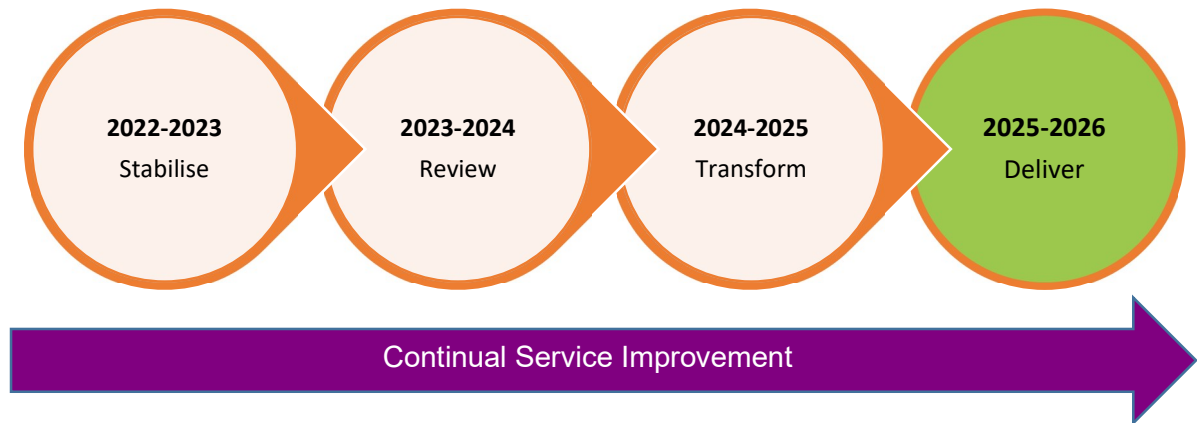 2022-2023
Stabilise
2023-2024
Review
2024-2025
Transform
2025-2026
Deliver
Continual Service Improvement